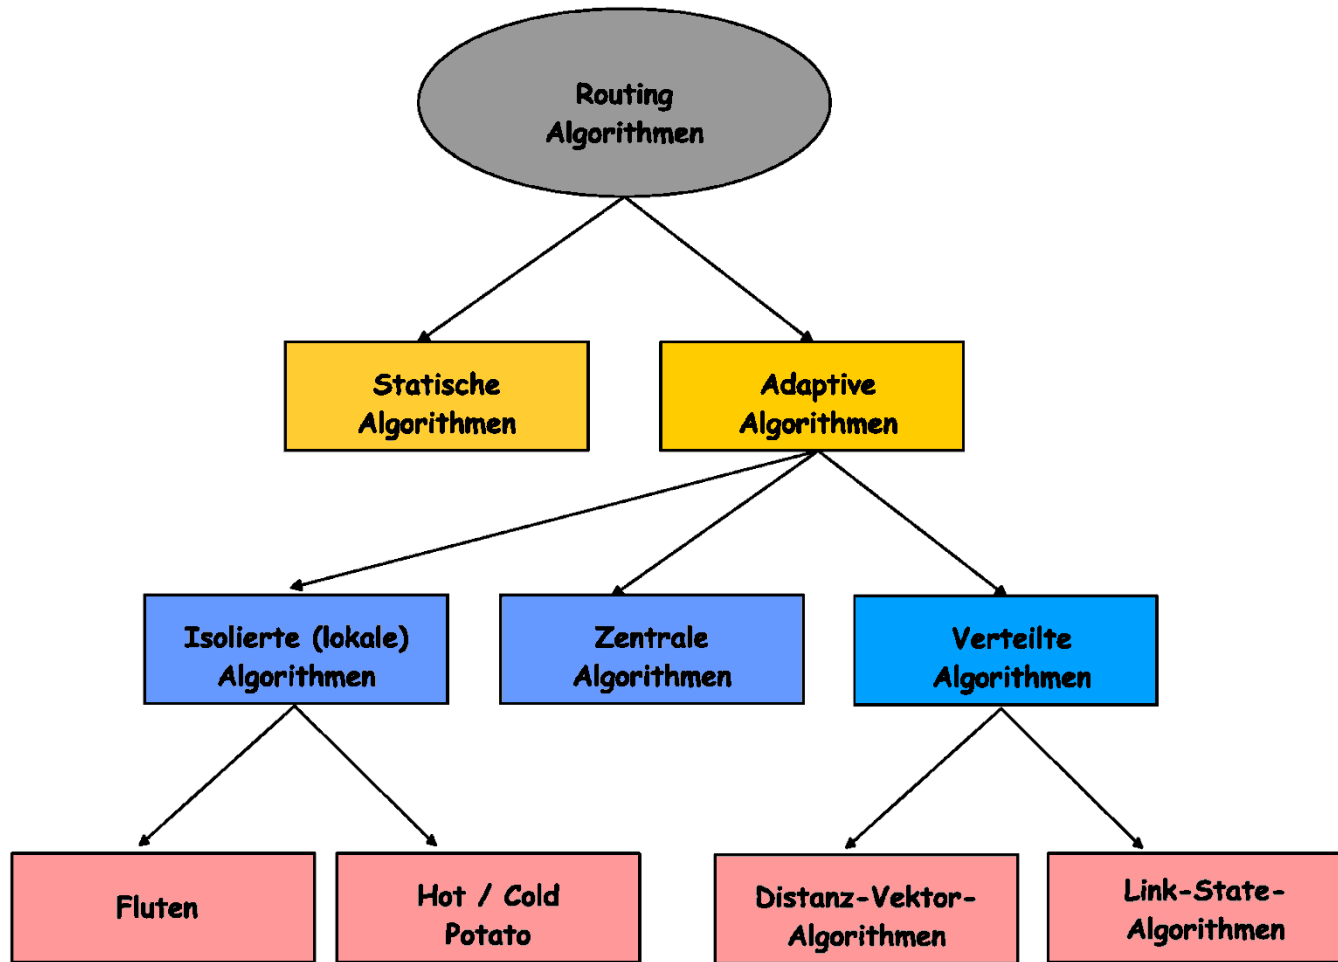 Routing
Algorithmen
Statische
Algorithmen
Adaptive
Algorithmen
Isolierte (lokale)
Algorithmen
Zentrale
Algorithmen
Verteilte
Algorithmen
Fluten
Hot / Cold
Potato
Distanz-Vektor-
Algorithmen
Link-State-
Algorithmen